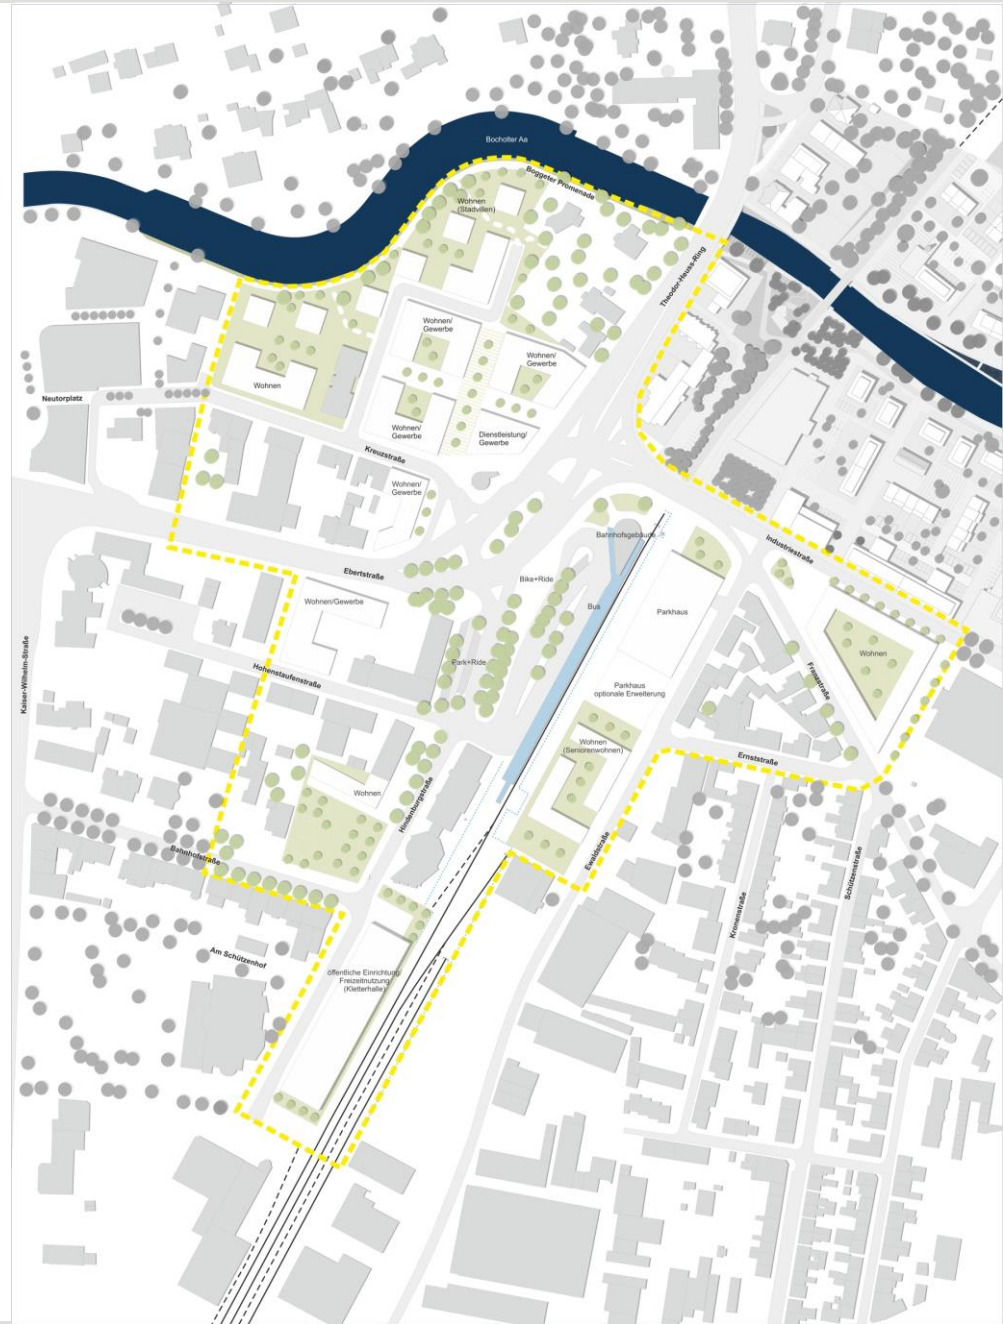 Bocholter Aa
Boggeter Promenade
Wohnen
(Stadtvillen)
Theodor-Heuss-Ring
Wohnen/
Gewerbe
Wohnen/
Gewerbe
Wohnen
Neutorplatz
Wohnen/
Gewerbe
Dienstleistung/
Gewerbe
Kreuzstraße
Wohnen/
Gewerbe
Bahnhofsgebäude
Industriestraße
Ebertstraße
Bike+Ride
Wohnen/Gewerbe
Bus
Parkhaus
Kaiser-Wilhelm-Straße
Hohenstaufenstraße
Park+Ride
Wohnen
Franzstraße
Parkhaus
optionale Erweiterung
Wohnen
(Seniorenwohnen)
Ernststraße
Wohnen
Hindenburgstraße
Bahnhofstraße
Ewaldstraße
Schützenstraße
Kronenstraße
Am Schützenhof
öffentliche Einrichtung/
Freizeitnutzung
(Kletterhalle)